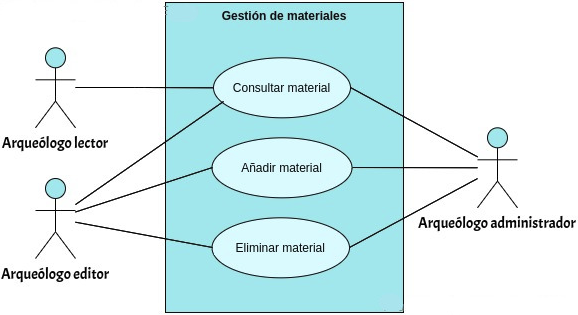 Gestión de materiales
Consultar material
Arqueólogo lector
Añadir material
Arqueólogo administrador
Eliminar material
Arqueólogo editor